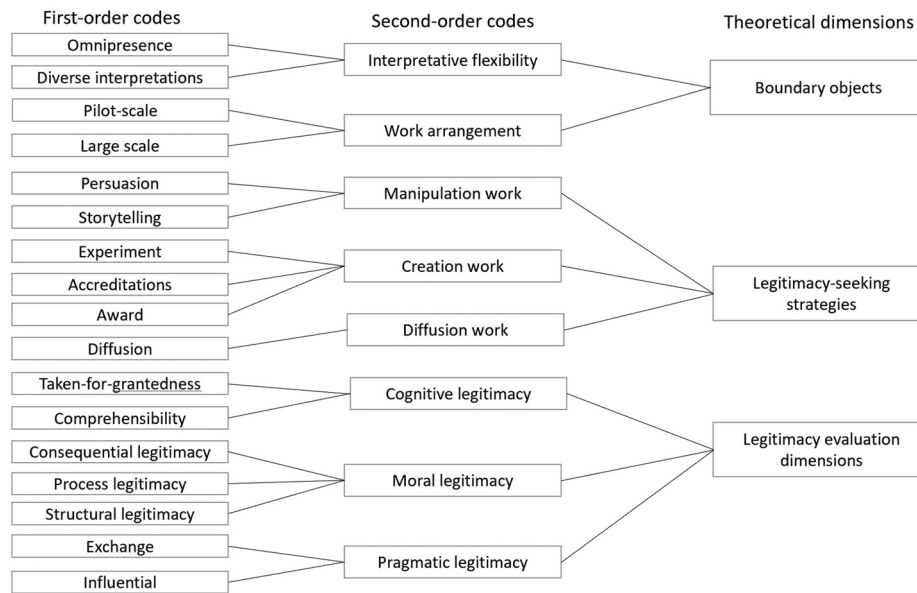 First-order codes
Omnipresence
Diverse interpretations
Pilot-scale
Large scale
Persuasion
Storytelling
Experiment
Accreditations
Award
Diffusion
Taken-for-grantedness
Comprehensibility
Consequential legitimacy
Process legitimacy
Structural legitimacy
Exchange
Influential
Second-order codes
Interpretative flexibility
Work arrangement
Manipulation work
Creation work
Diffusion work
Cognitive legitimacy
Moral legitimacy
Pragmatic legitimacy
Theoretical dimensions
Boundary objects
Legitimacy-seeking
strategies
Legitimacy evaluation
dimensions